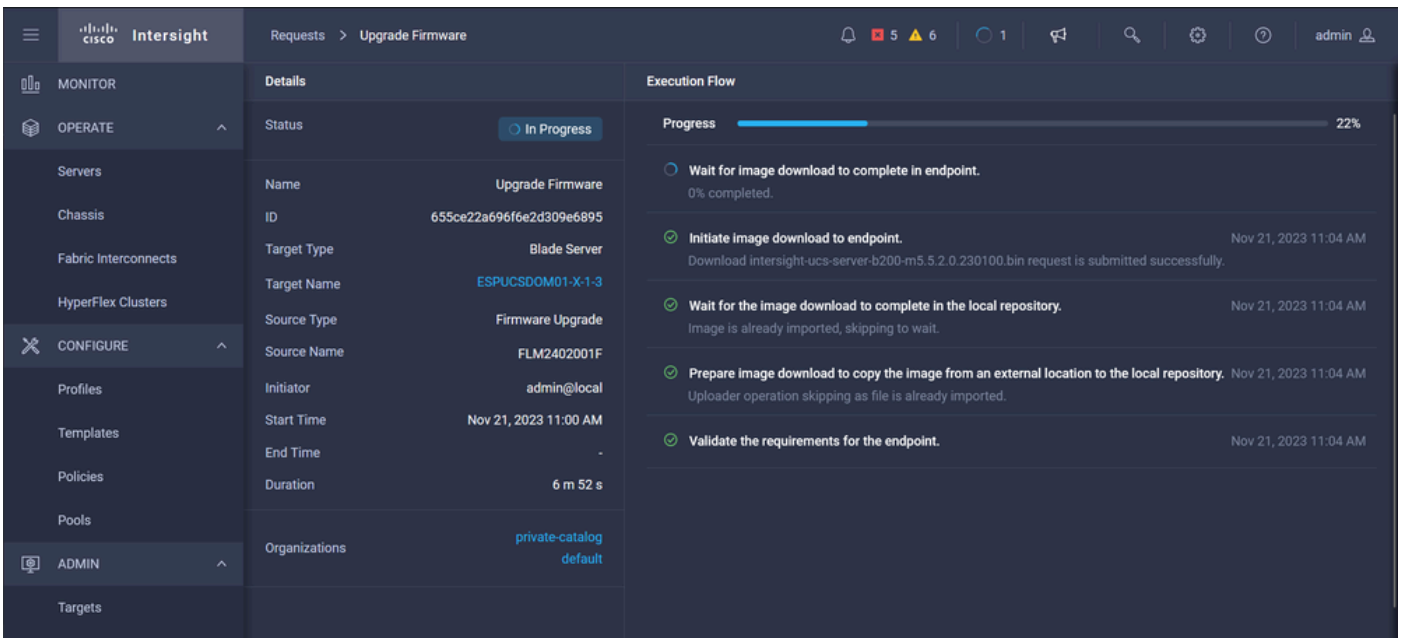 cisco Intersight
Requests > Upgrade Firmware
5 6 1 admin
MONITOR
OPERATE
Servers
Chassis
Fabric Interconnects
HyperFlex Clusters
CONFIGURE
Profiles
Templates
Policies
Pools
ADMIN
Targets
Details
Status In Progress
Name Upgrade Firmware
ID 655ce22a696f6e2d309e6895
Target Type Blade Server
Target Name ESPUCSDOM01-X-1-3
Source Type Firmware Upgrade
Source Name FLM2402001F
Initiator admin@local
Start Time Nov 21, 2023 11:00 AM
End Time -
Duration 6 m 52 s
Organizations private-catalog
default
Execution Flow
Progress 22%
Wait for image download to complete in endpoint.
0% completed.
Initiate image download to endpoint. Nov 21, 2023 11:04 AM
Download intersight-ucs-server-b200-m5.5.2.0.230100.bin request is submitted successfully.
Wait for the image download to complete in the local repository. Nov 21, 2023 11:04 AM
Image is already imported, skipping to wait.
Prepare image download to copy the image from an external location to the local repository. Nov 21, 2023 11:04 AM
Uploader operation skipping as file is already imported.
Validate the requirements for the endpoint. Nov 21, 2023 11:04 AM